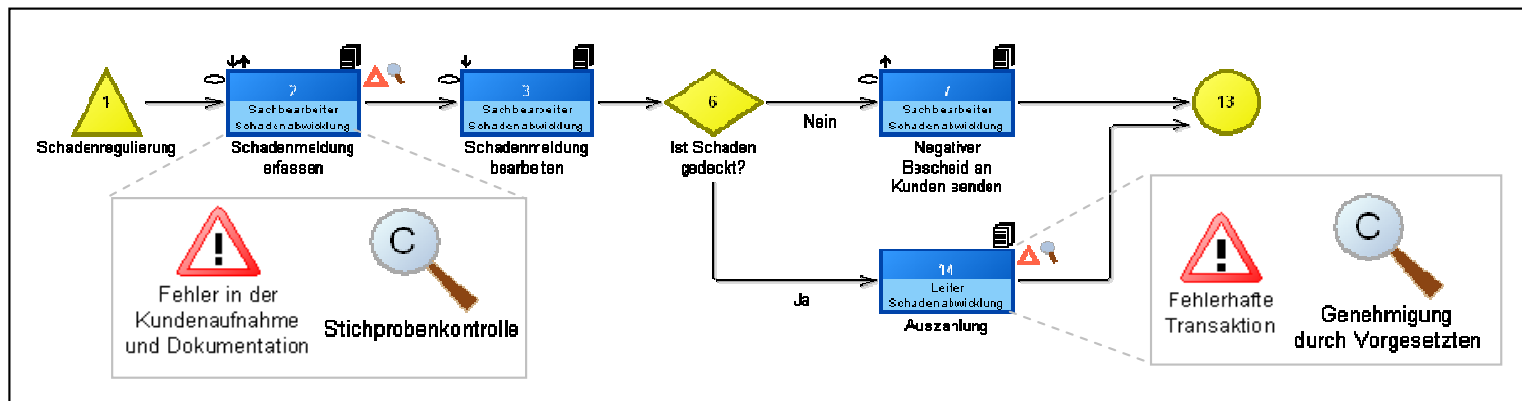 1
Schadenregulierung
2
Sachbearbeiter
Schadenabwicklung
Schadenmeldung
erfassen
3
Sachbearbeiter
Schadenabwicklung
Schadenmeldung
bearbeiten
6
Ist Schaden
gedeckt?
Nein
Ja
7
Sachbearbeiter
Schadenabwicklung
Negativer
Bescheid an
Kunden senden
13
14
Leiter
Schadenabwicklung
Auszahlung
!
Fehler in der
Kundenaufnahme
und Dokumentation
C
Stichprobenkontrolle
!
Fehlerhafte
Transaktion
C
Genehmigung
durch Vorgesetzten